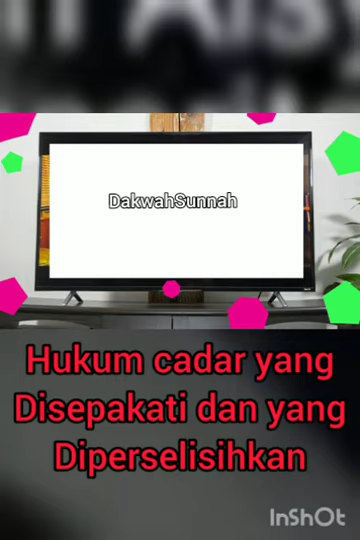 DakwahSunnah
Hukum cadar yang
Disepakati dan yang
Diperselisihkan
InShOt